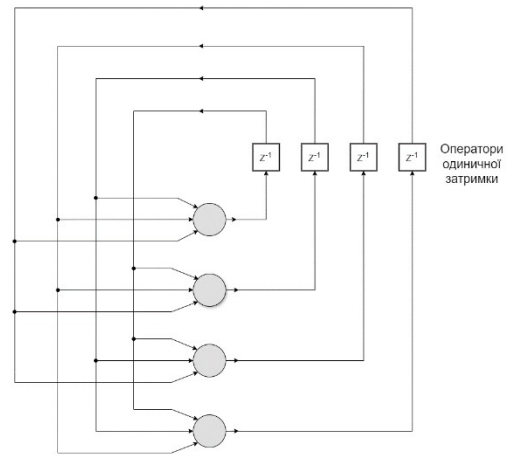 z-1 z-1 z-1 z-1
Оператори
одиничної
затримки